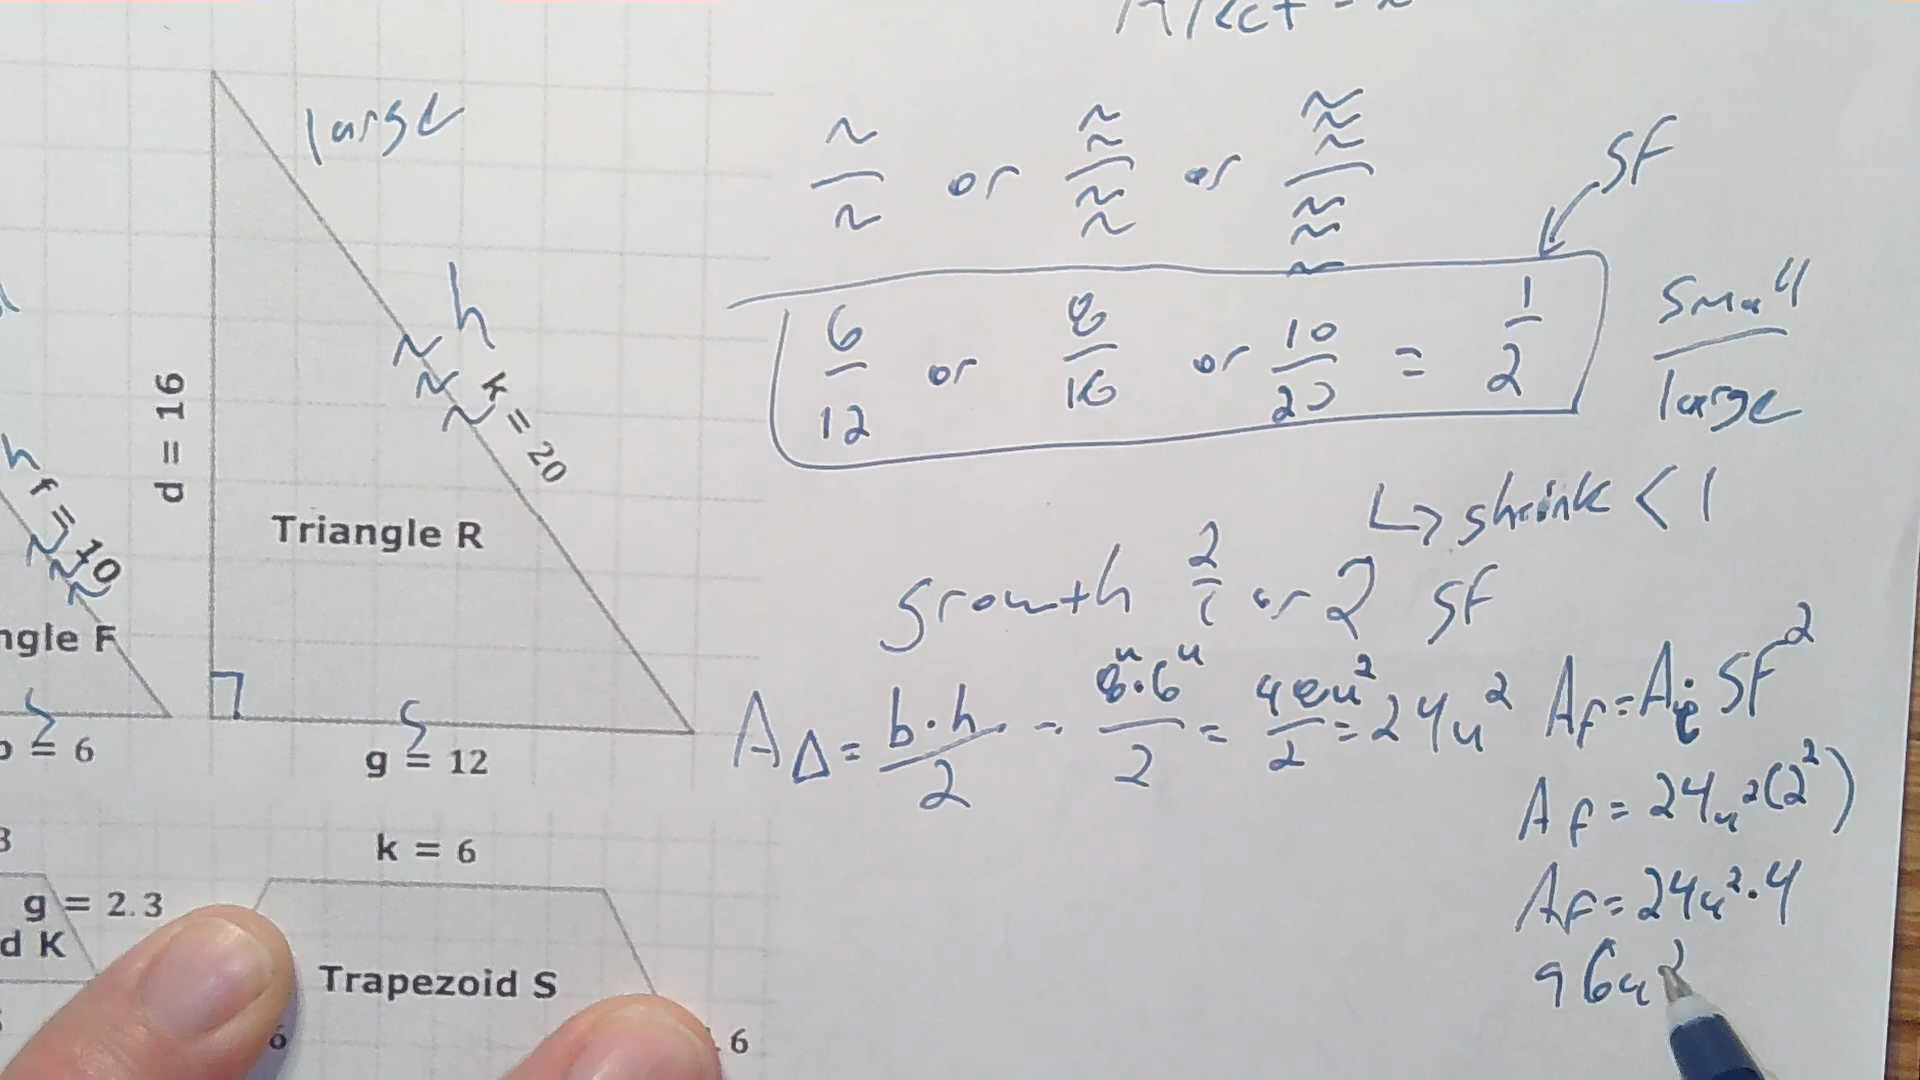 large
SF
~/~ or ≈/≈ or ≋/≋
6/12 or 8/16 or 10/20 = 1/2
small/large
↳ shrink < 1
growth 2/1 or 2 SF
h
k = 20
d = 16
h
f = 10
Triangle R
ngle F
= 6
g = 12
A△ = b·h/2 = 8u·6u/2 = 48u²/2 = 24u²
Af = Ai · SF²
Af = 24u²(2²)
Af = 24u²·4
96u²
k = 6
g = 2.3
d K
Trapezoid S
6
.6